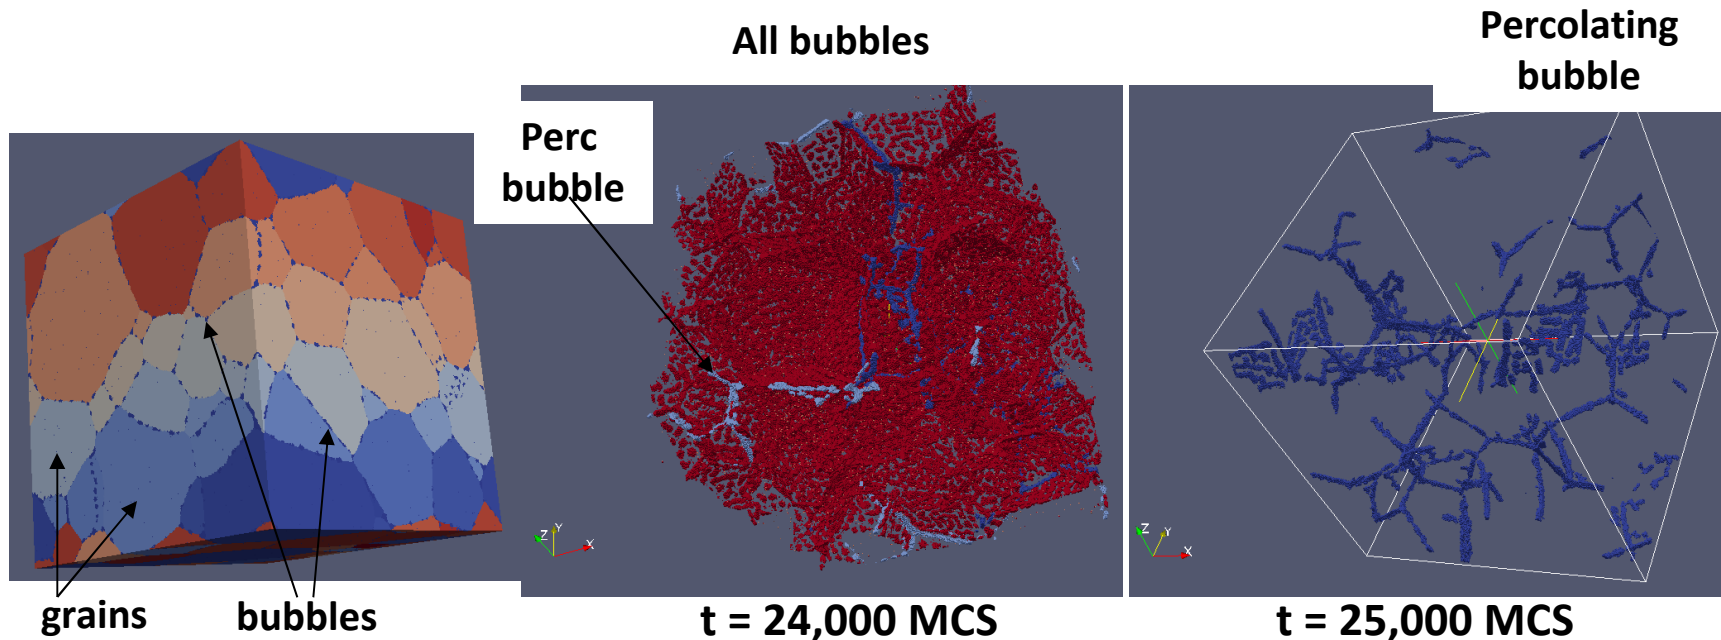 All bubbles
Percolating
bubble
Perc
bubble
Z
Y
X
Z
Y
X
grains
bubbles
t = 24,000 MCS
t = 25,000 MCS